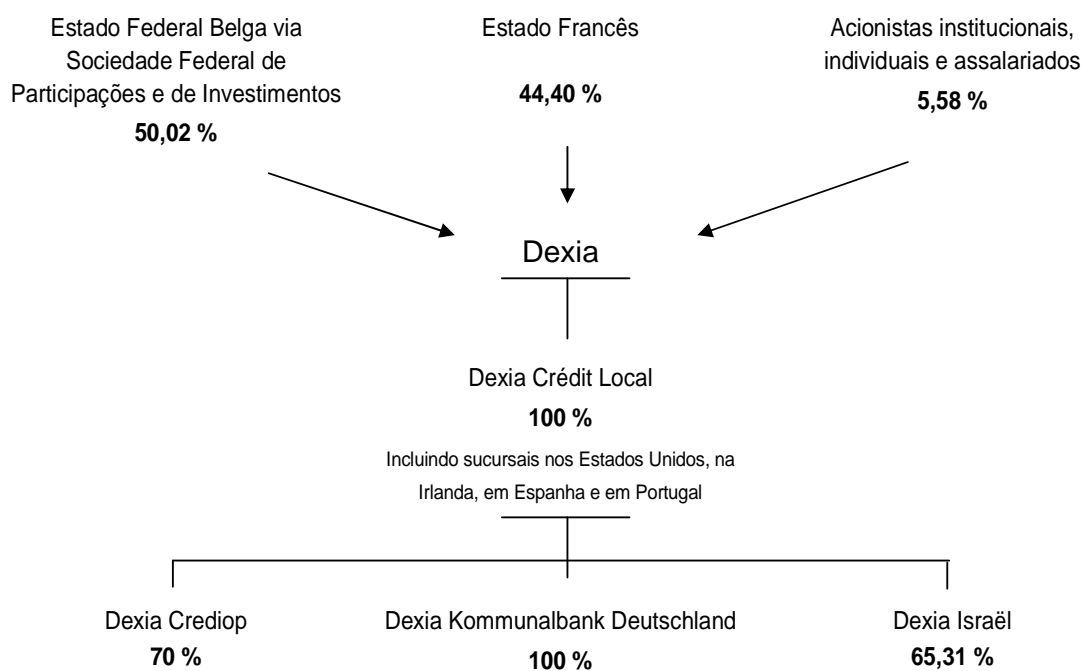 Estado Federal Belga via
Sociedade Federal de
Participações e de Investimentos
50,02 %
Estado Francês
44,40 %
Acionistas institucionais,
individuais e assalariados
5,58 %
Dexia
Dexia Crédit Local
100 %
Incluindo sucursais nos Estados Unidos, na
Irlanda, em Espanha e em Portugal
Dexia Crediop
70 %
Dexia Kommunalbank Deutschland
100 %
Dexia Israël
65,31 %